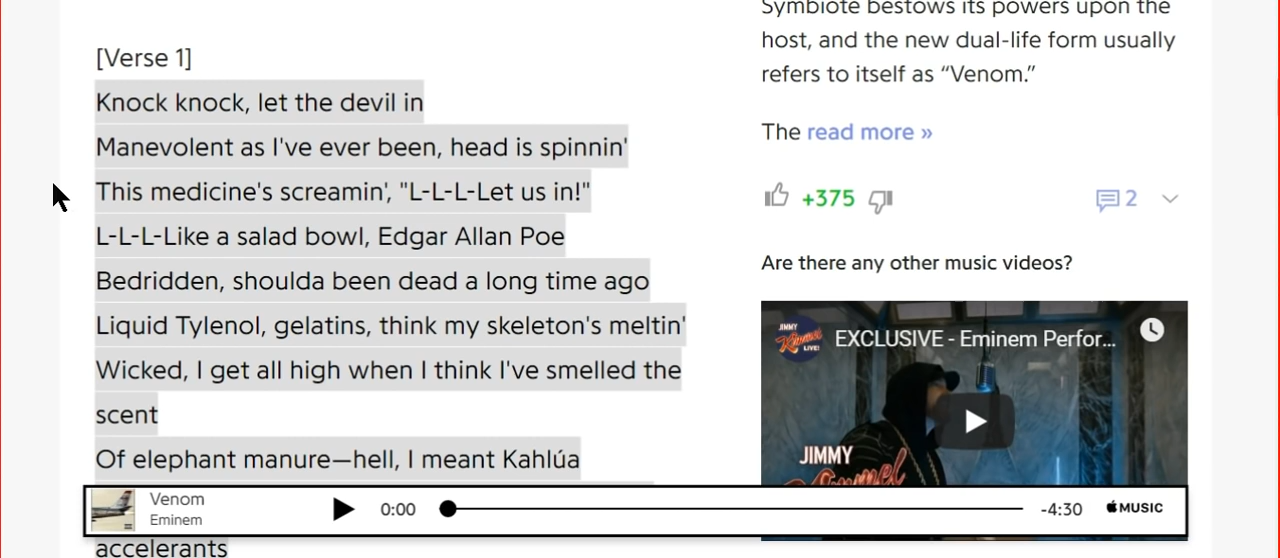 Symbiote bestows its powers upon the
host, and the new dual-life form usually
refers to itself as “Venom.”
The read more »
+375
2
Are there any other music videos?
JIMMY Kimmel LIVE!
EXCLUSIVE - Eminem Perfor...
JIMMY
Kimmel
[Verse 1]
Knock knock, let the devil in
Manevolent as I've ever been, head is spinnin'
This medicine's screamin', "L-L-L-Let us in!"
L-L-L-Like a salad bowl, Edgar Allan Poe
Bedridden, shoulda been dead a long time ago
Liquid Tylenol, gelatins, think my skeleton's meltin'
Wicked, I get all high when I think I've smelled the
scent
Of elephant manure—hell, I meant Kahlúa
accelerants
Venom
Eminem
0:00
-4:30
MUSIC